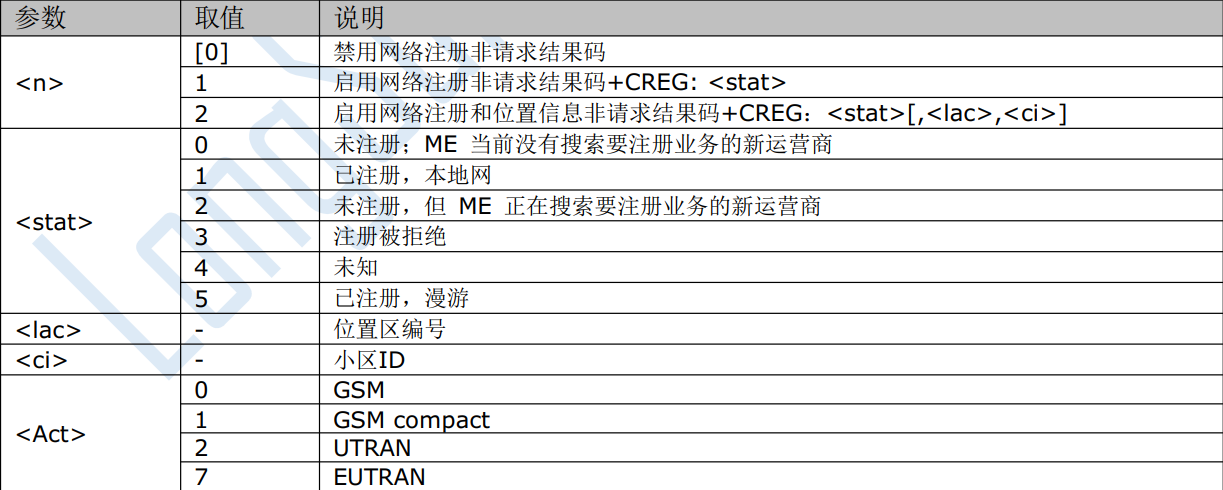 参数 取值 说明
<n> [0] 禁用网络注册非请求结果码
1 启用网络注册非请求结果码+CREG: <stat>
2 启用网络注册和位置信息非请求结果码+CREG：<stat>[,<lac>,<ci>]
<stat> 0 未注册；ME 当前没有搜索要注册业务的新运营商
1 已注册，本地网
2 未注册，但 ME 正在搜索要注册业务的新运营商
3 注册被拒绝
4 未知
5 已注册，漫游
<lac> - 位置区编号
<ci> - 小区ID
<Act> 0 GSM
1 GSM compact
2 UTRAN
7 EUTRAN